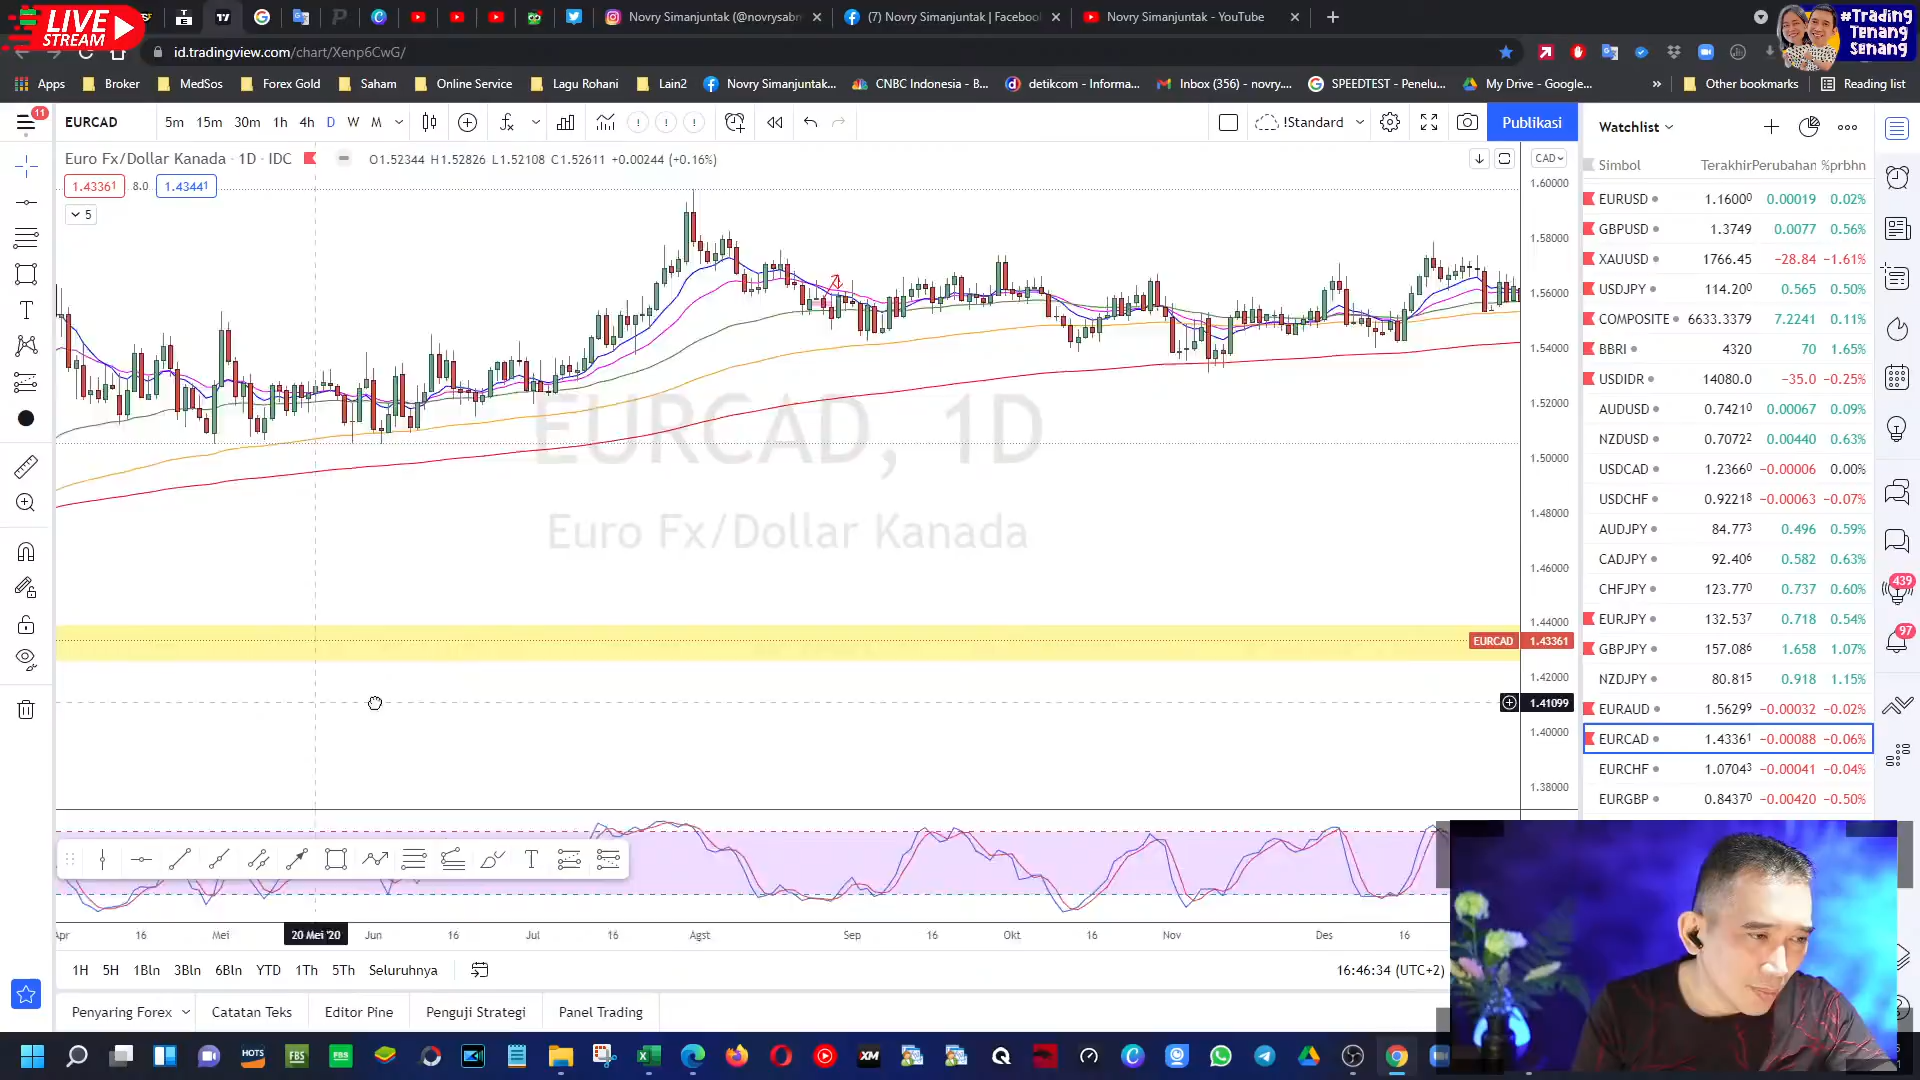 LIVE
STREAM
Novry Simanjuntak (@novrysabr
(7) Novry Simanjuntak | Facebook
Novry Simanjuntak - YouTube
#Trading
Tenang
Senang
id.tradingview.com/chart/Xenp6CwG/
Apps
Broker
MedSos
Forex Gold
Saham
Online Service
Lagu Rohani
Lain2
Novry Simanjuntak...
CNBC Indonesia - B...
detikcom - Informa...
Inbox (356) - novry....
SPEEDTEST - Penelu...
My Drive - Google...
»
Other bookmarks
Reading list
11
EURCAD
5m 15m 30m 1h 4h D W M
!Standard
Publikasi
Watchlist
Euro Fx/Dollar Kanada · 1D · IDC
O1.52344 H1.52826 L1.52108 C1.52611 +0.00244 (+0.16%)
1.43361 8.0 1.43441
5
CAD
EURCAD, 1D
Euro Fx/Dollar Kanada
1.60000
1.58000
1.56000
1.54000
1.52000
1.50000
1.48000
1.46000
1.44000
EURCAD 1.43361
1.42000
1.41099
1.40000
1.38000
Simbol Terakhir Perubahan %prbhn
EURUSD 1.16000 0.00019 0.02%
GBPUSD 1.3749 0.0077 0.56%
XAUUSD 1766.45 −28.84 −1.61%
USDJPY 114.200 0.565 0.50%
COMPOSITE 6633.3379 7.2241 0.11%
BBRI 4320 70 1.65%
USDIDR 14080.0 −35.0 −0.25%
AUDUSD 0.74210 0.00067 0.09%
NZDUSD 0.70722 0.00440 0.63%
USDCAD 1.23660 −0.00006 0.00%
USDCHF 0.92218 −0.00063 −0.07%
AUDJPY 84.773 0.496 0.59%
CADJPY 92.406 0.582 0.63%
CHFJPY 123.770 0.737 0.60%
EURJPY 132.537 0.718 0.54%
GBPJPY 157.086 1.658 1.07%
NZDJPY 80.815 0.918 1.15%
EURAUD 1.56299 −0.00032 −0.02%
EURCAD 1.43361 −0.00088 −0.06%
EURCHF 1.07043 −0.00041 −0.04%
EURGBP 0.84370 −0.00420 −0.50%
439
97
Apr 16 Mei 20 Mei '20 Jun 16 Jul 16 Agst Sep 16 Okt 16 Nov Des 16
1H 5H 1Bln 3Bln 6Bln YTD 1Th 5Th Seluruhnya
16:46:34 (UTC+2)
Penyaring Forex
Catatan Teks
Editor Pine
Penguji Strategi
Panel Trading
HOTS
FBS
FBS
XM